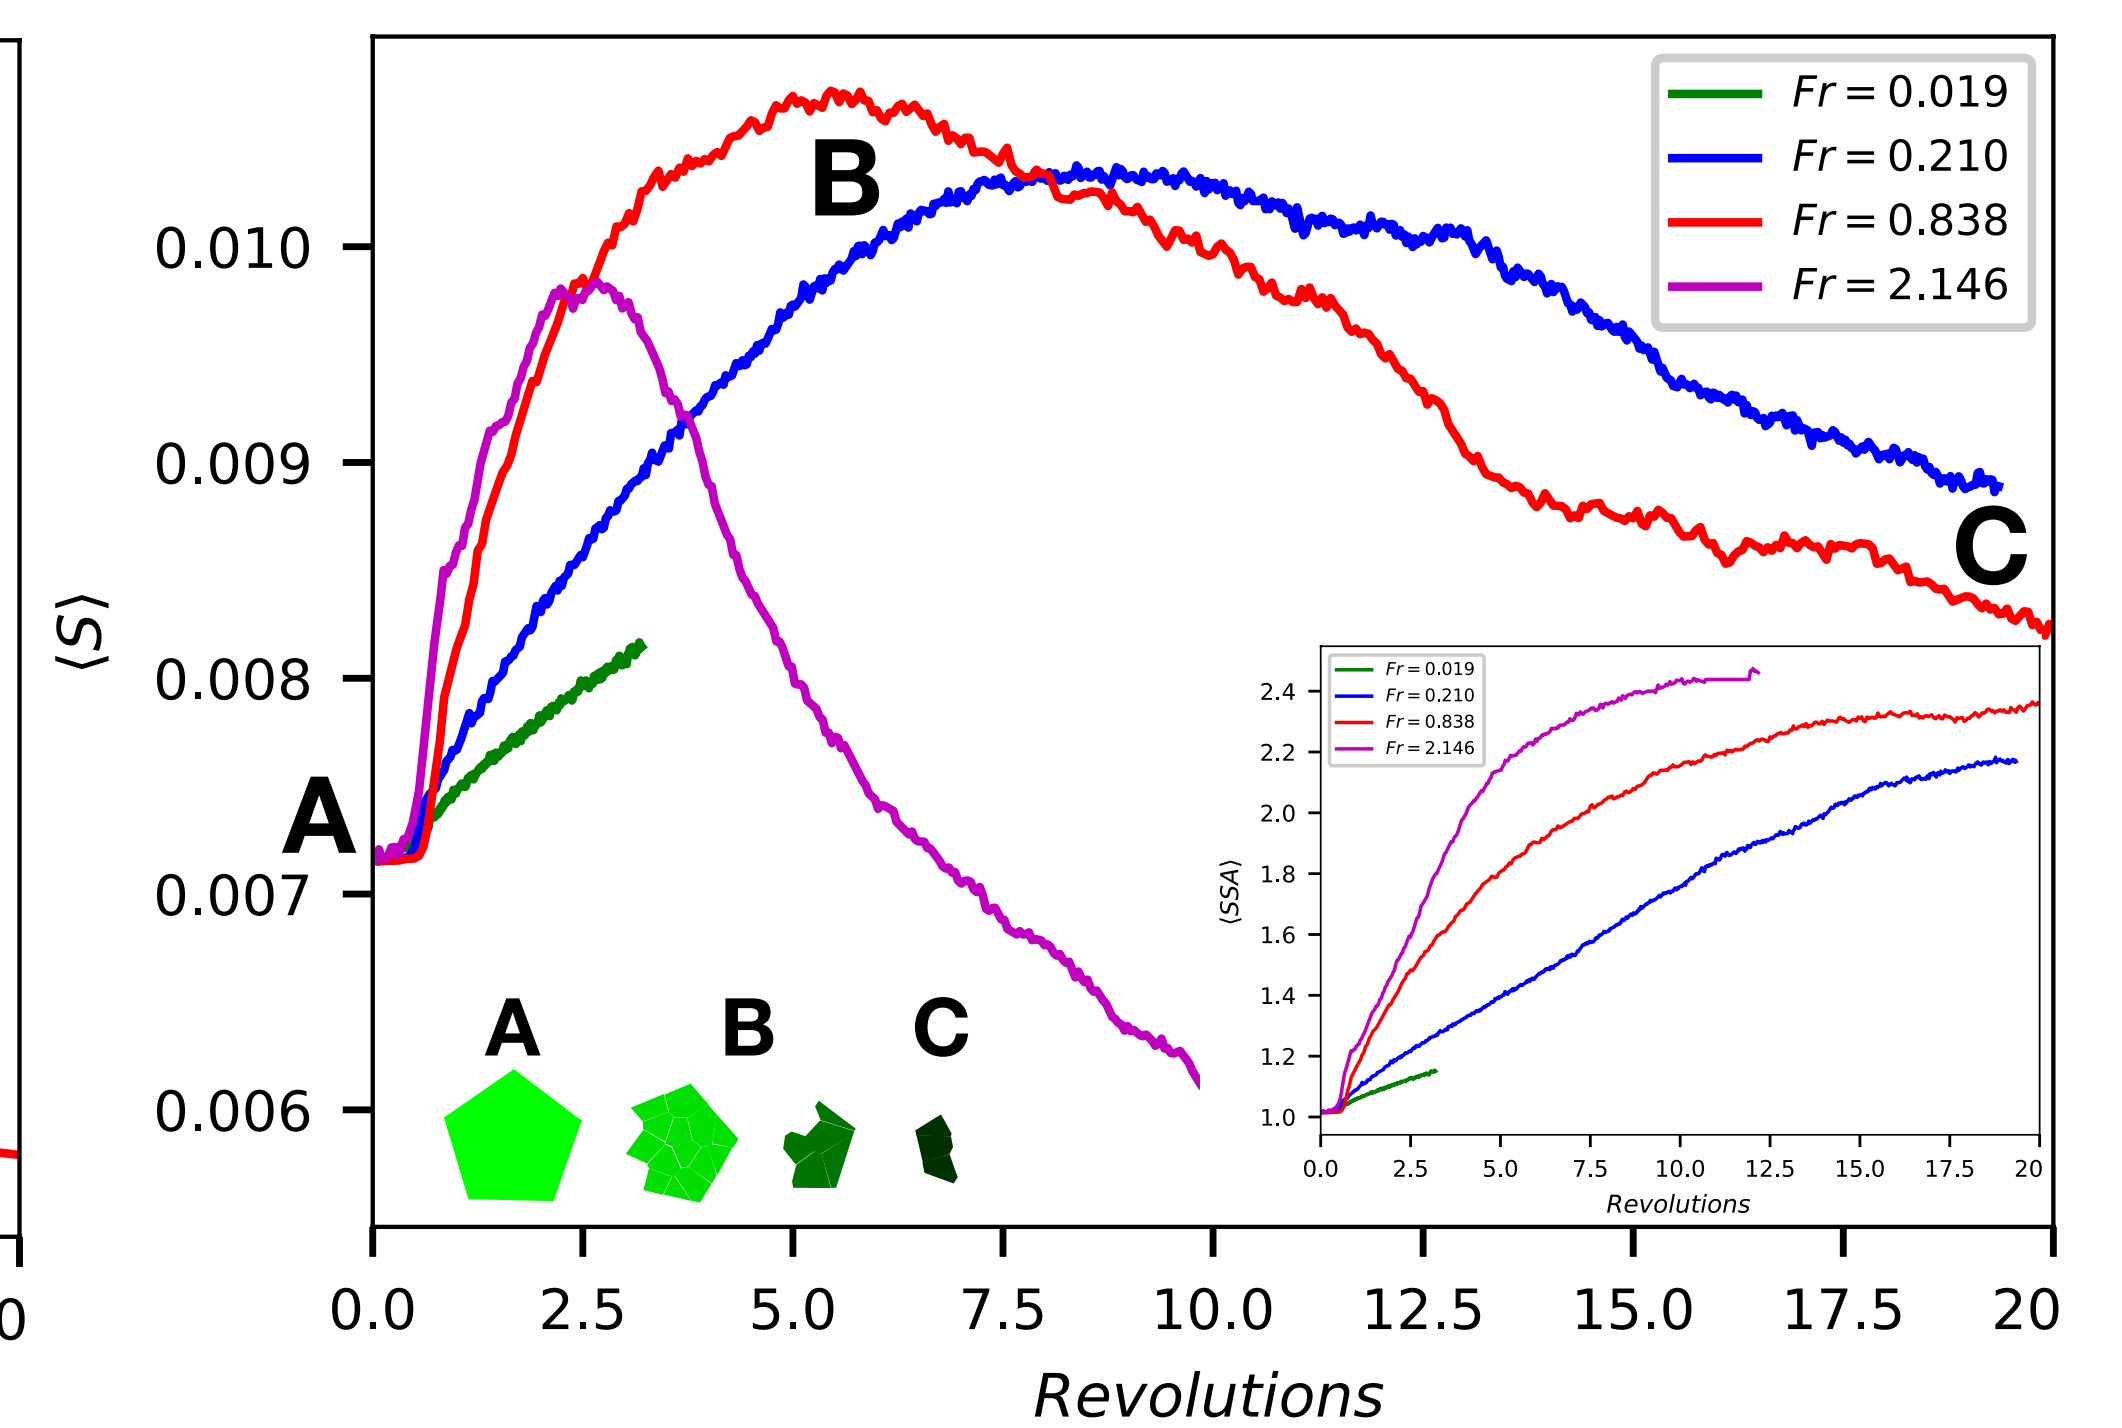 Fr = 0.019
Fr = 0.210
Fr = 0.838
Fr = 2.146
B
0.010
0.009
⟨S⟩
0.008
A
0.007
0.006
C
A B C
0.0 2.5 5.0 7.5 10.0 12.5 15.0 17.5 20
Revolutions
Fr = 0.019
Fr = 0.210
Fr = 0.838
Fr = 2.146
2.4
2.2
2.0
1.8
⟨SSA⟩
1.6
1.4
1.2
1.0
0.0 2.5 5.0 7.5 10.0 12.5 15.0 17.5 20
Revolutions
0